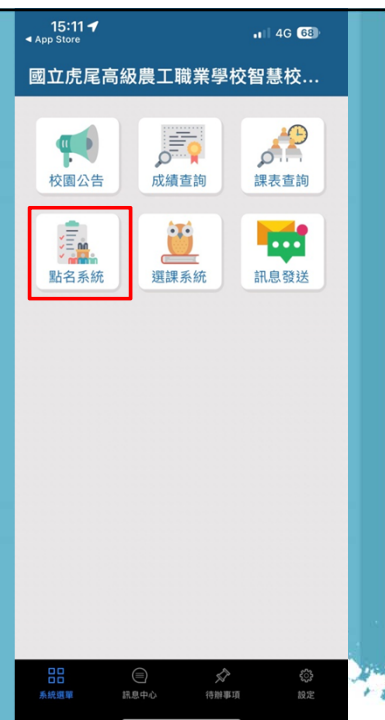 15:11
4G 68
◀ App Store
國立虎尾高級農工職業學校智慧校...
校園公告 成績查詢 課表查詢
點名系統 選課系統 訊息發送
系統選單 訊息中心 待辦事項 設定